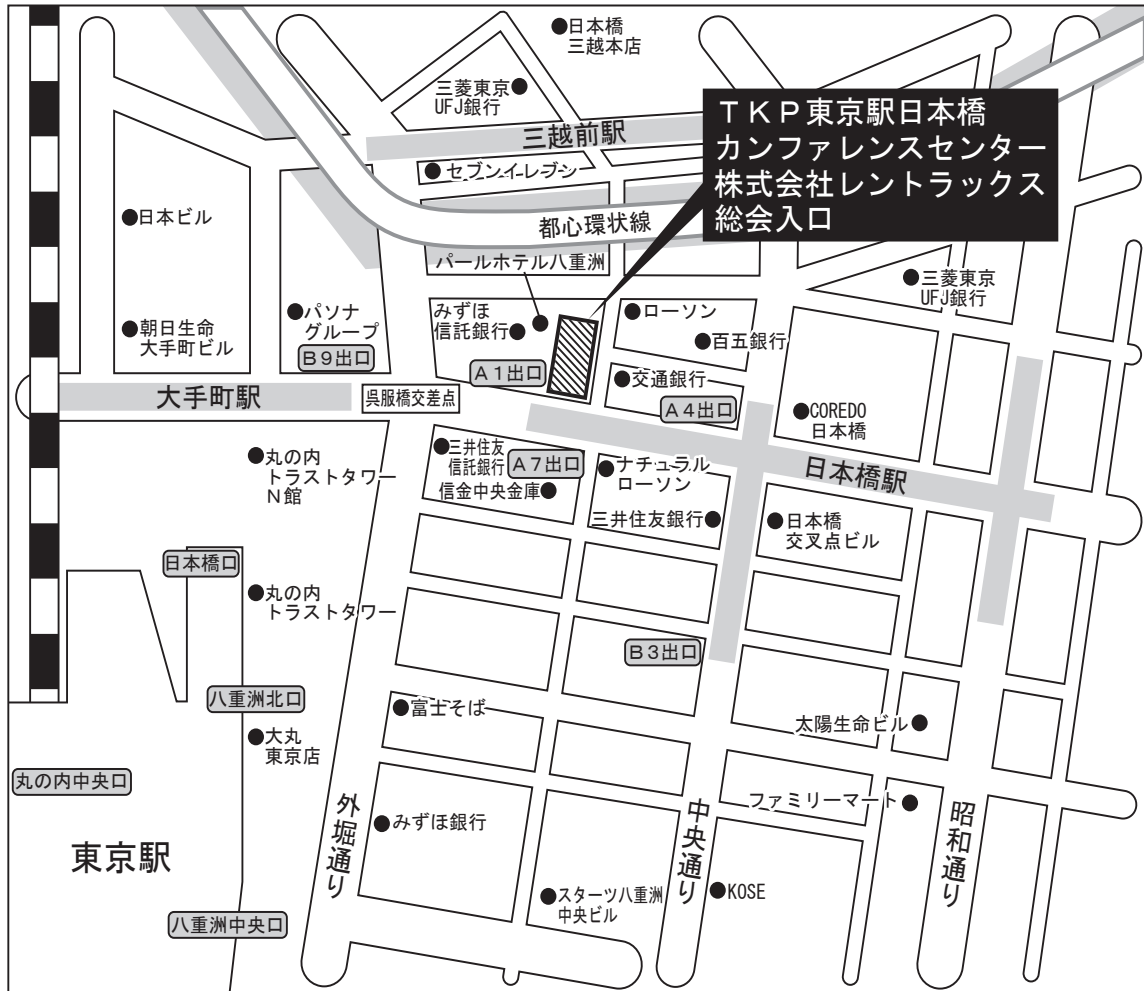 日本橋
三越本店
三菱東京
UFJ銀行
三越前駅
ＴＫＰ東京駅日本橋
カンファレンスセンター
株式会社レントラックス
総会入口
セブンイレブン
日本ビル
都心環状線
パールホテル八重洲
三菱東京
UFJ銀行
パソナ
グループ
みずほ
信託銀行
ローソン
朝日生命
大手町ビル
百五銀行
B9出口
A1出口
交通銀行
大手町駅
呉服橋交差点
A4出口
COREDO
日本橋
三井住友
信託銀行
A7出口
ナチュラル
ローソン
日本橋駅
丸の内
トラストタワー
N館
信金中央金庫
三井住友銀行
日本橋
交叉点ビル
日本橋口
丸の内
トラストタワー
B3出口
八重洲北口
富士そば
太陽生命ビル
大丸
東京店
丸の内中央口
ファミリーマート
外堀通り
みずほ銀行
中央通り
昭和通り
東京駅
スターツ八重洲
中央ビル
KOSE
八重洲中央口